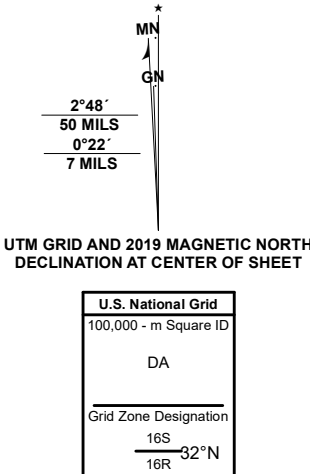 MN
GN
2°48´
50 MILS
0°22´
7 MILS
UTM GRID AND 2019 MAGNETIC NORTH
DECLINATION AT CENTER OF SHEET
U.S. National Grid
100,000 - m Square ID
DA
Grid Zone Designation
16S
32°N
16R